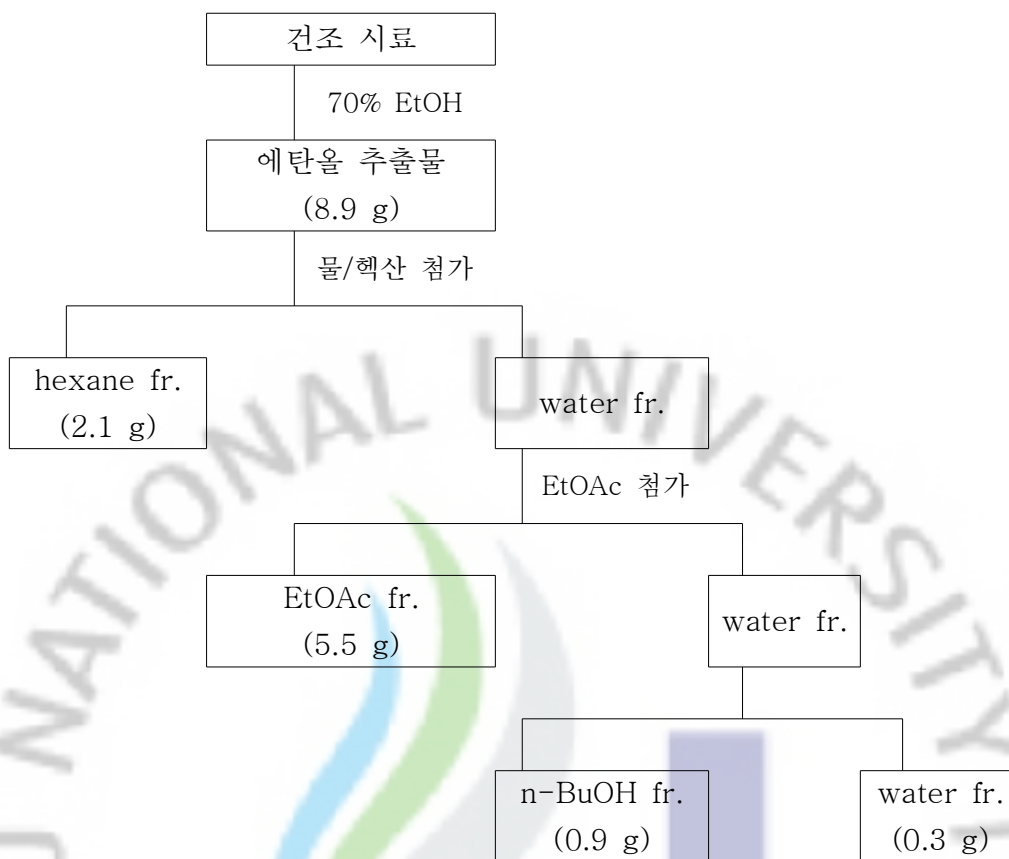 건조 시료
70% EtOH
에탄올 추출물
(8.9 g)
물/헥산 첨가
hexane fr.
(2.1 g)
water fr.
EtOAc 첨가
EtOAc fr.
(5.5 g)
water fr.
n-BuOH fr.
(0.9 g)
water fr.
(0.3 g)
NATIONAL UNIVERSITY